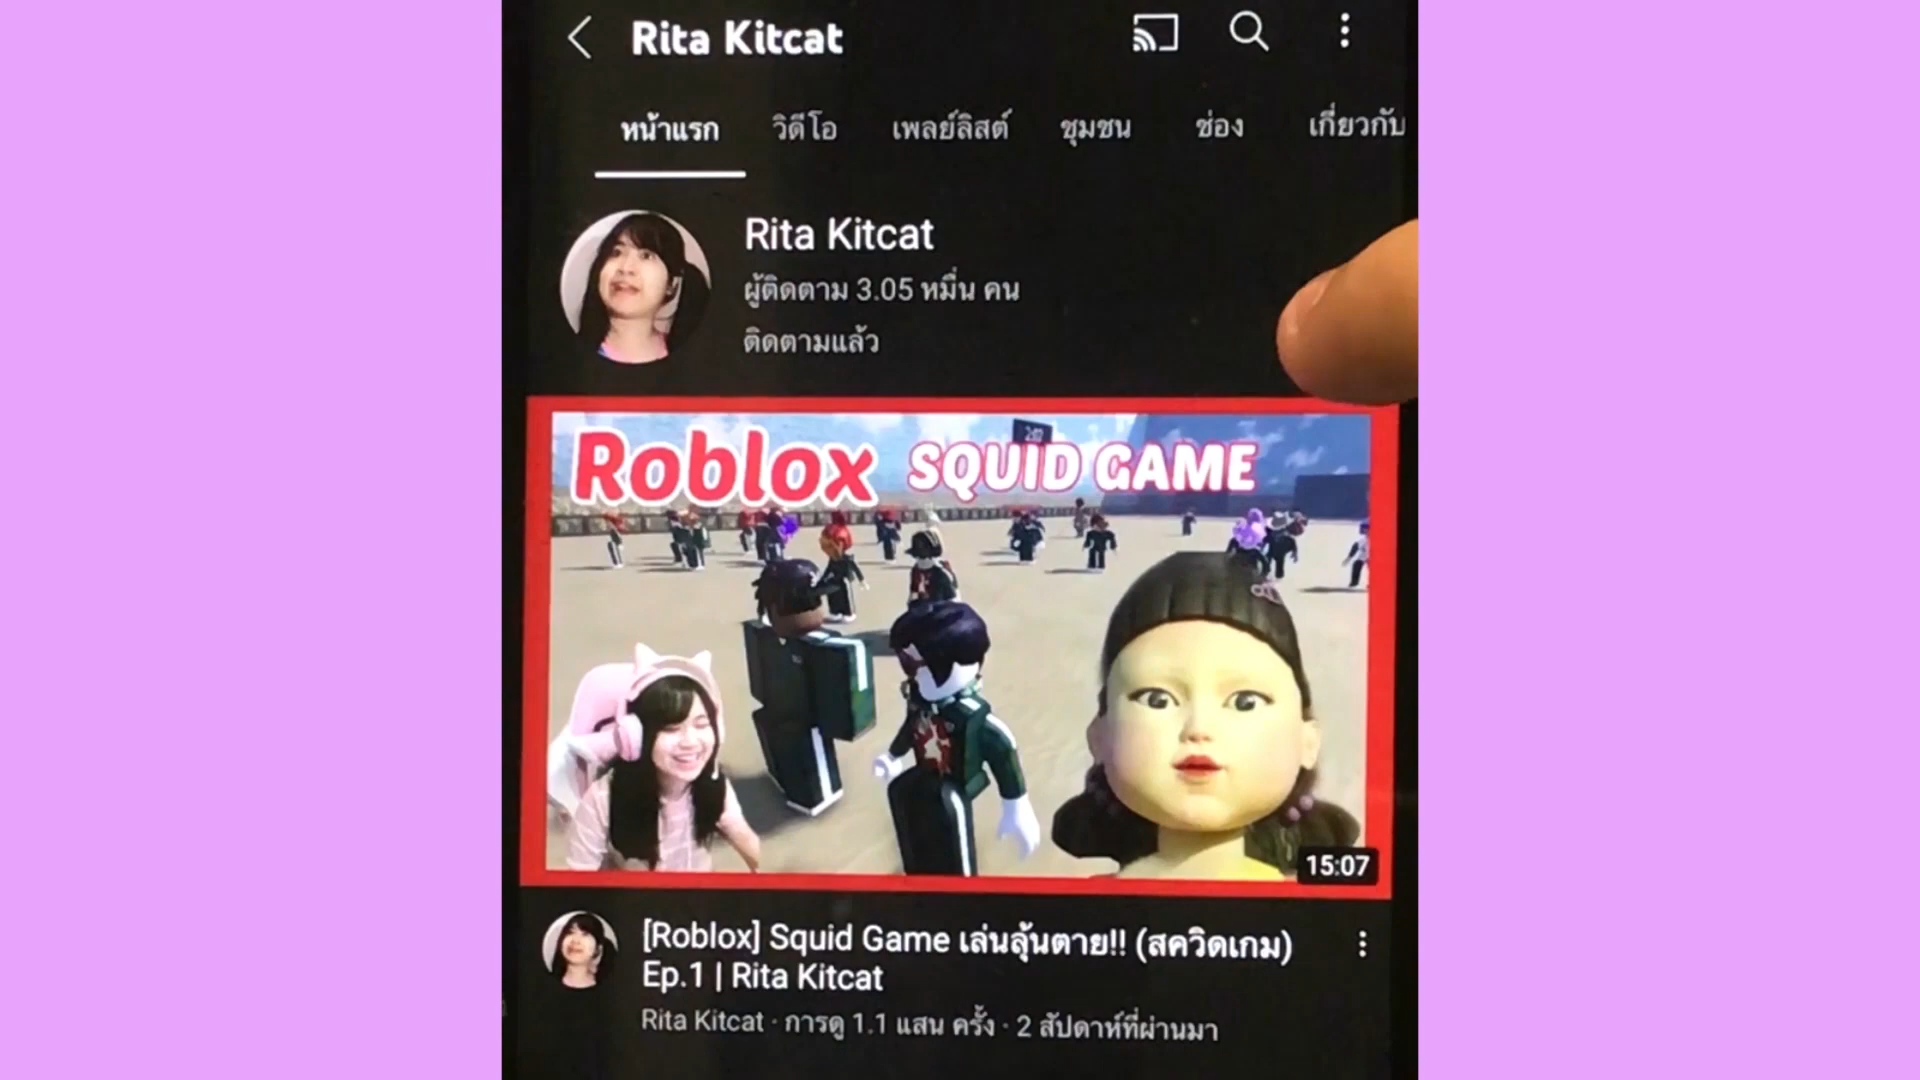 Rita Kitcat
หน้าแรก วิดีโอ เพลย์ลิสต์ ชุมชน ช่อง เกี่ยวกับ
Rita Kitcat
ผู้ติดตาม 3.05 หมื่น คน
ติดตามแล้ว
Roblox SQUID GAME
15:07
[Roblox] Squid Game เล่นลุ้นตาย!! (สควิดเกม)
Ep.1 | Rita Kitcat
Rita Kitcat · การดู 1.1 แสน ครั้ง · 2 สัปดาห์ที่ผ่านมา